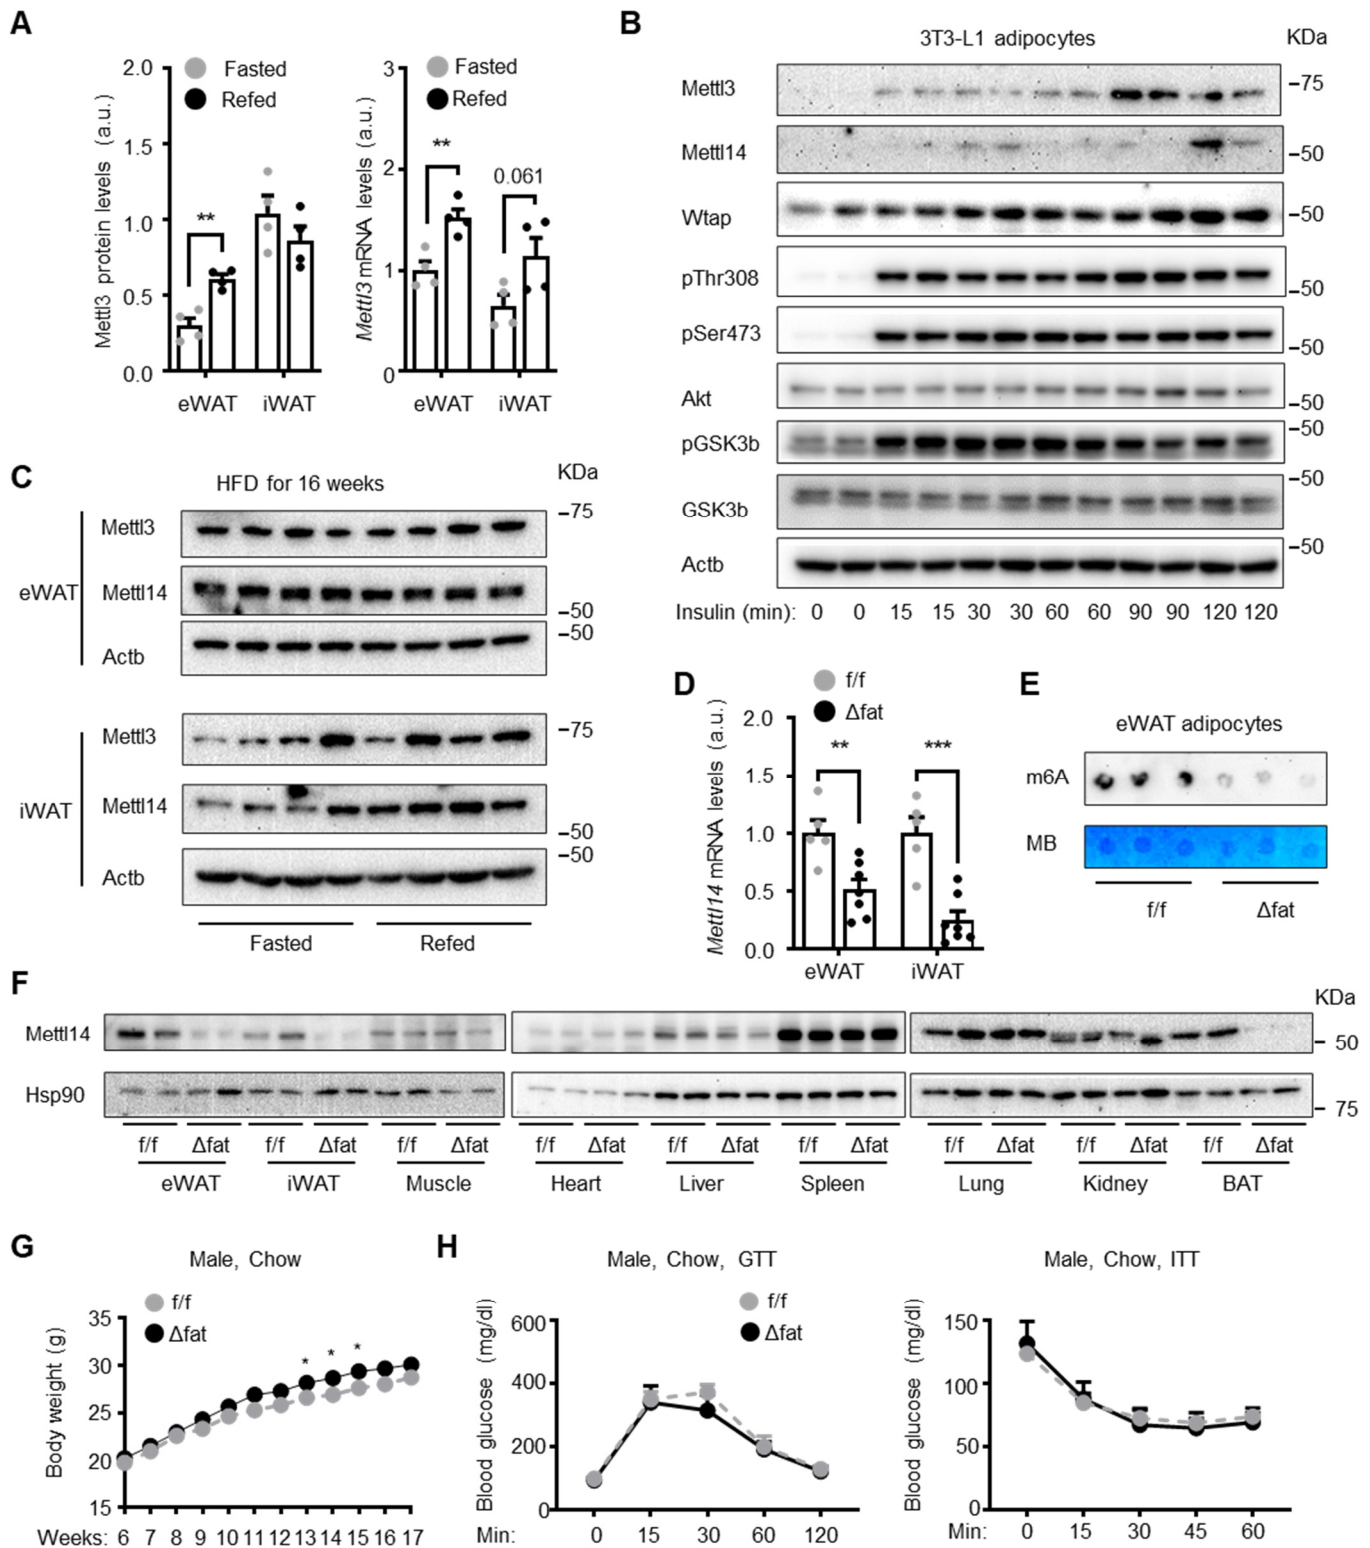 A
2.0
1.5
1.0
0.5
0.0
Mettl3 protein levels (a.u.)
Fasted
Refed
**
eWAT iWAT
3
2
1
0
Mettl3 mRNA levels (a.u.)
Fasted
Refed
**
0.061
eWAT iWAT
B
3T3-L1 adipocytes
KDa
Mettl3
–75
Mettl14
–50
Wtap
–50
pThr308
–50
pSer473
–50
Akt
–50
pGSK3b
–50
GSK3b
–50
Actb
–50
Insulin (min): 0 0 15 15 30 30 60 60 90 90 120 120
C
HFD for 16 weeks
KDa
eWAT
Mettl3
–75
Mettl14
–50
Actb
–50
iWAT
Mettl3
–75
Mettl14
–50
Actb
–50
Fasted Refed
D
f/f
Δfat
2.0
1.5
1.0
0.5
0.0
Mettl14 mRNA levels (a.u.)
** ***
eWAT iWAT
E
eWAT adipocytes
m6A
MB
f/f Δfat
F
KDa
Mettl14
– 50
Hsp90
– 75
f/f Δfat f/f Δfat f/f Δfat f/f Δfat f/f Δfat f/f Δfat f/f Δfat f/f Δfat f/f Δfat
eWAT iWAT Muscle Heart Liver Spleen Lung Kidney BAT
G
Male, Chow
f/f
Δfat
35
30
25
20
15
Body weight (g)
* * *
Weeks: 6 7 8 9 10 11 12 13 14 15 16 17
H
Male, Chow, GTT
f/f
Δfat
600
400
200
0
Blood glucose (mg/dl)
Min: 0 15 30 60 120
Male, Chow, ITT
150
100
50
0
Blood glucose (mg/dl)
Min: 0 15 30 45 60